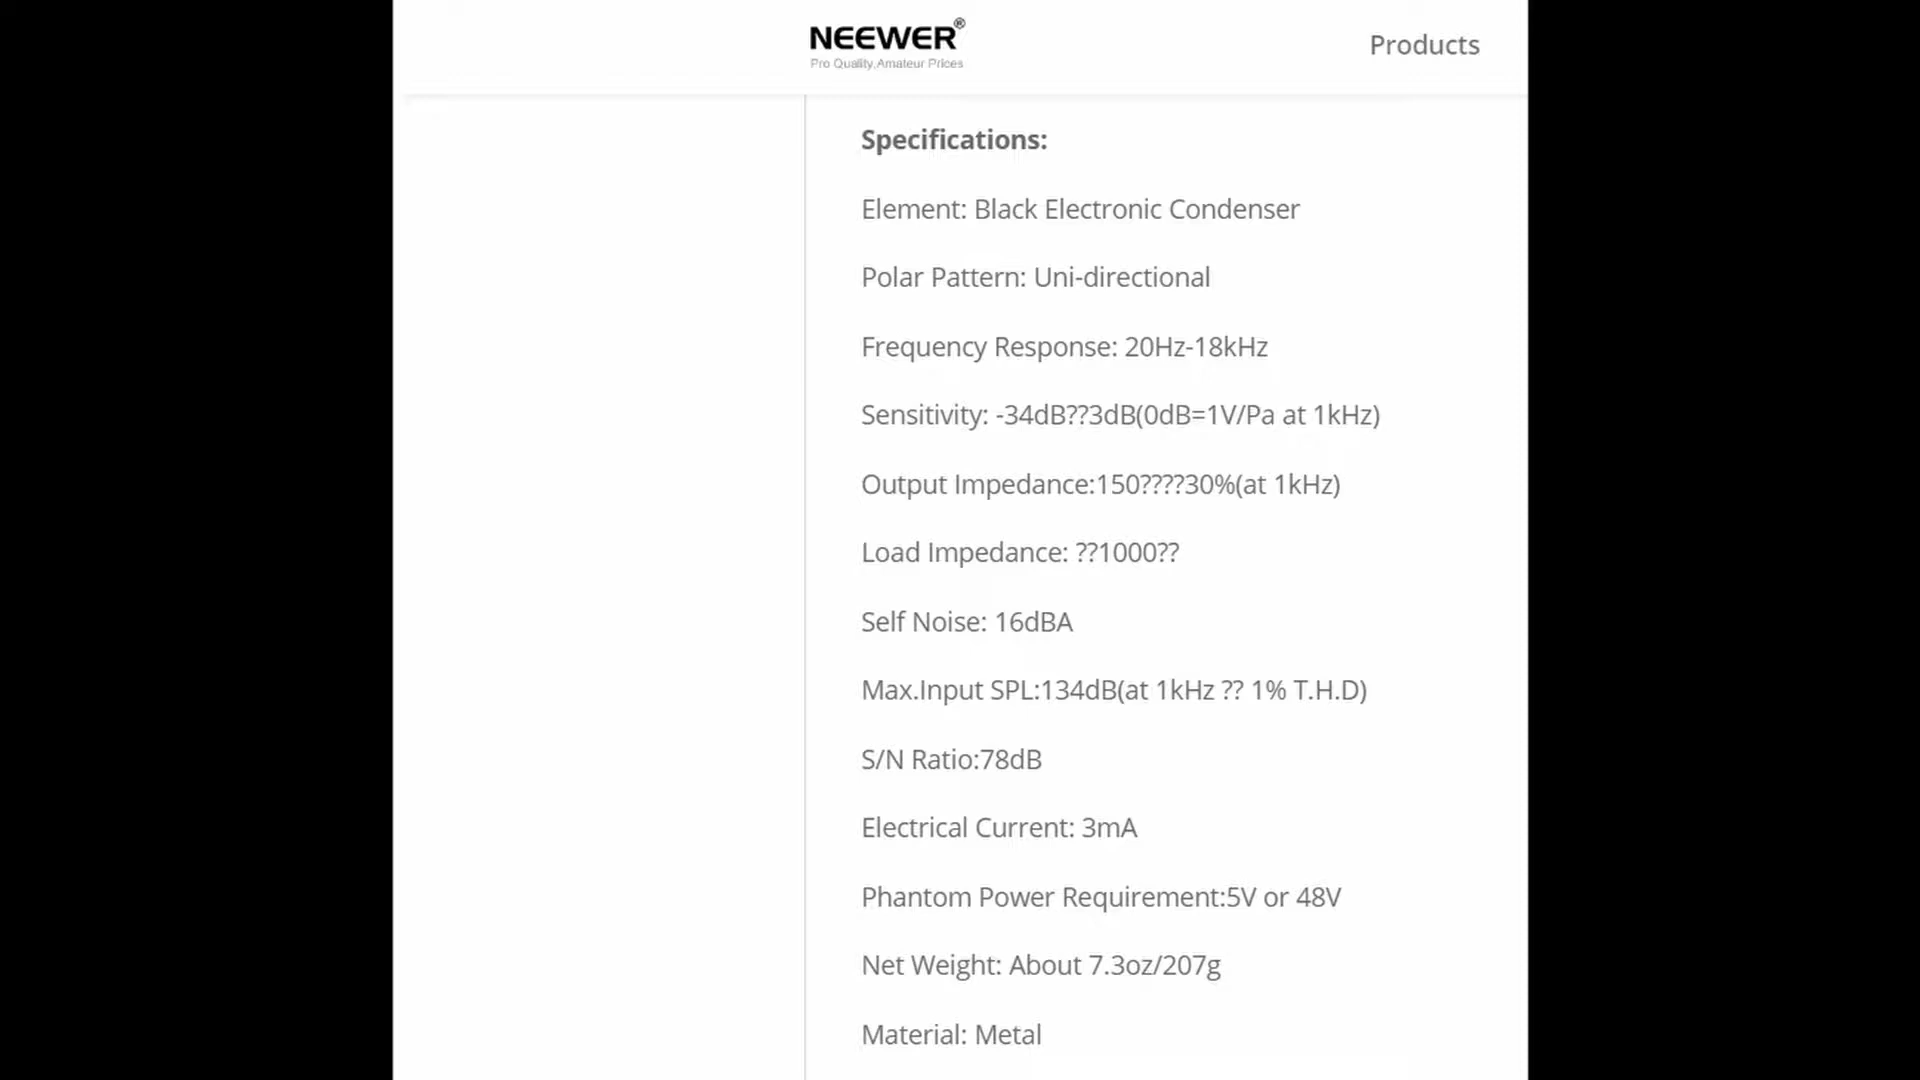 NEEWER®
Pro Quality,Amateur Prices
Products
Specifications:
Element: Black Electronic Condenser
Polar Pattern: Uni-directional
Frequency Response: 20Hz-18kHz
Sensitivity: -34dB??3dB(0dB=1V/Pa at 1kHz)
Output Impedance:150????30%(at 1kHz)
Load Impedance: ??1000??
Self Noise: 16dBA
Max.Input SPL:134dB(at 1kHz ?? 1% T.H.D)
S/N Ratio:78dB
Electrical Current: 3mA
Phantom Power Requirement:5V or 48V
Net Weight: About 7.3oz/207g
Material: Metal